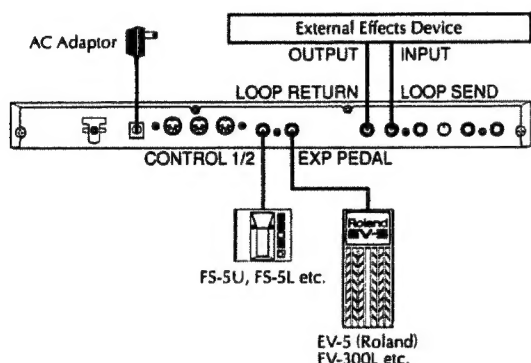 External Effects Device
AC Adaptor
OUTPUT INPUT
LOOP RETURN LOOP SEND
CONTROL 1/2 EXP PEDAL
Roland
EV-5
FS-5U, FS-5L etc.
EV-5 (Roland)
EV-300L etc.